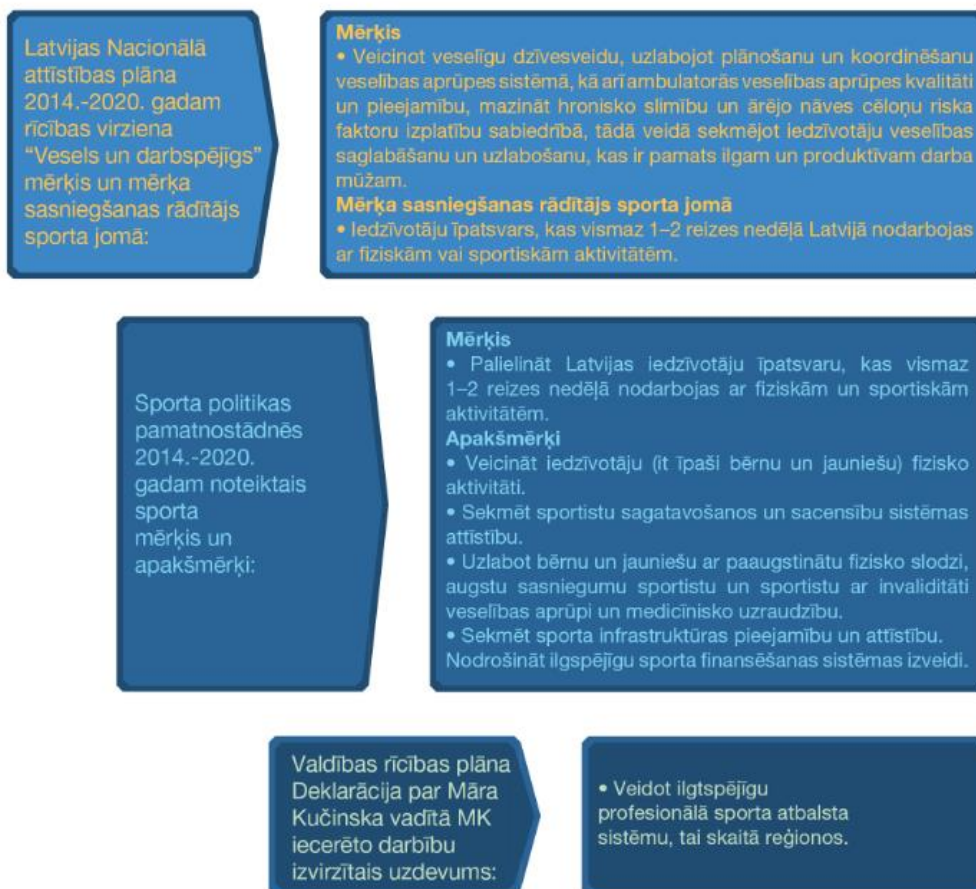 Latvijas Nacionālā
attīstības plāna
2014.-2020. gadam
rīcības virziena
“Vesels un darbspējīgs”
mērķis un mērķa
sasniegšanas rādītājs
sporta jomā:
Mērķis
• Veicinot veselīgu dzīvesveidu, uzlabojot plānošanu un koordinēšanu
veselības aprūpes sistēmā, kā arī ambulatorās veselības aprūpes kvalitāti
un pieejamību, mazināt hronisko slimību un ārējo nāves cēloņu riska
faktoru izplatību sabiedrībā, tādā veidā sekmējot iedzīvotāju veselības
saglabāšanu un uzlabošanu, kas ir pamats ilgam un produktīvam darba
mūžam.
Mērķa sasniegšanas rādītājs sporta jomā
• Iedzīvotāju īpatsvars, kas vismaz 1–2 reizes nedēļā Latvijā nodarbojas
ar fiziskām vai sportiskām aktivitātēm.
Sporta politikas
pamatnostādnēs
2014.-2020.
gadam noteiktais
sporta
mērķis un
apakšmērķi:
Mērķis
• Palielināt Latvijas iedzīvotāju īpatsvaru, kas vismaz
1–2 reizes nedēļā nodarbojas ar fiziskām un sportiskām
aktivitātēm.
Apakšmērķi
• Veicināt iedzīvotāju (it īpaši bērnu un jauniešu) fizisko
aktivitāti.
• Sekmēt sportistu sagatavošanos un sacensību sistēmas
attīstību.
• Uzlabot bērnu un jauniešu ar paaugstinātu fizisko slodzi,
augstu sasniegumu sportistu un sportistu ar invaliditāti
veselības aprūpi un medicīnisko uzraudzību.
• Sekmēt sporta infrastruktūras pieejamību un attīstību.
Nodrošināt ilgspējīgu sporta finansēšanas sistēmas izveidi.
Valdības rīcības plāna
Deklarācija par Māra
Kučinska vadītā MK
iecerēto darbību
izvirzītais uzdevums:
• Veidot ilgtspējīgu
profesionālā sporta atbalsta
sistēmu, tai skaitā reģionos.